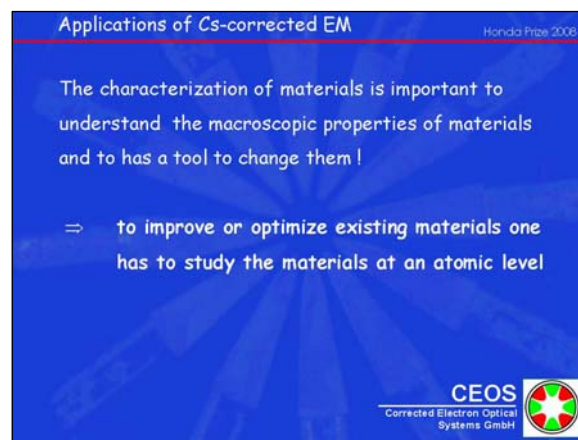 Applications of Cs-corrected EM
Honda Prize 2008
The characterization of materials is important to
understand the macroscopic properties of materials
and to has a tool to change them !
⇒ to improve or optimize existing materials one
has to study the materials at an atomic level
CEOS
Corrected Electron Optical
Systems GmbH